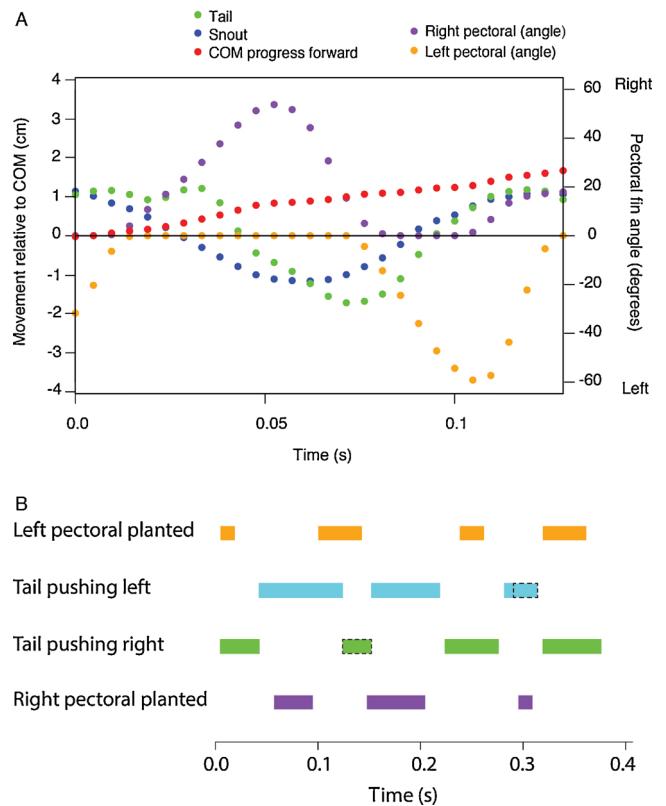 A
Tail
Snout
COM progress forward
Right pectoral (angle)
Left pectoral (angle)
Movement relative to COM (cm)
4
3
2
1
0
-1
-2
-3
-4
60
40
20
0
-20
-40
-60
Right
Left
Pectoral fin angle (degrees)
0.0 0.05 0.1
Time (s)
B
Left pectoral planted
Tail pushing left
Tail pushing right
Right pectoral planted
0.0 0.1 0.2 0.3 0.4
Time (s)